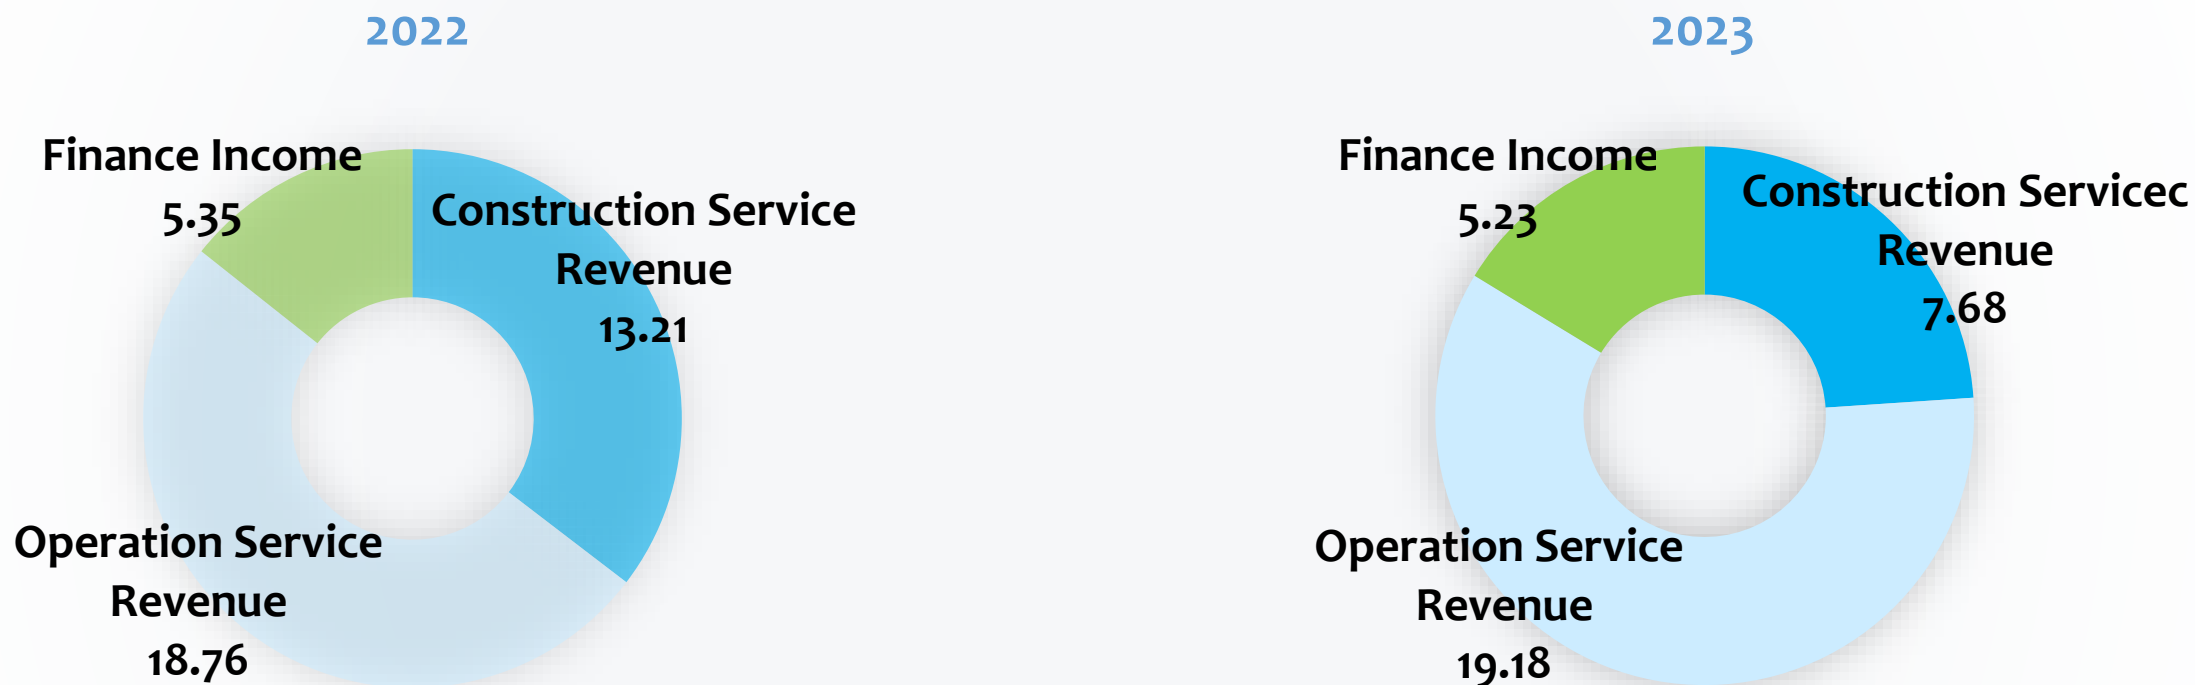 2022
Finance Income
5.35
Construction Service
Revenue
13.21
Operation Service
Revenue
18.76
2023
Finance Income
5.23
Construction Servicec
Revenue
7.68
Operation Service
Revenue
19.18